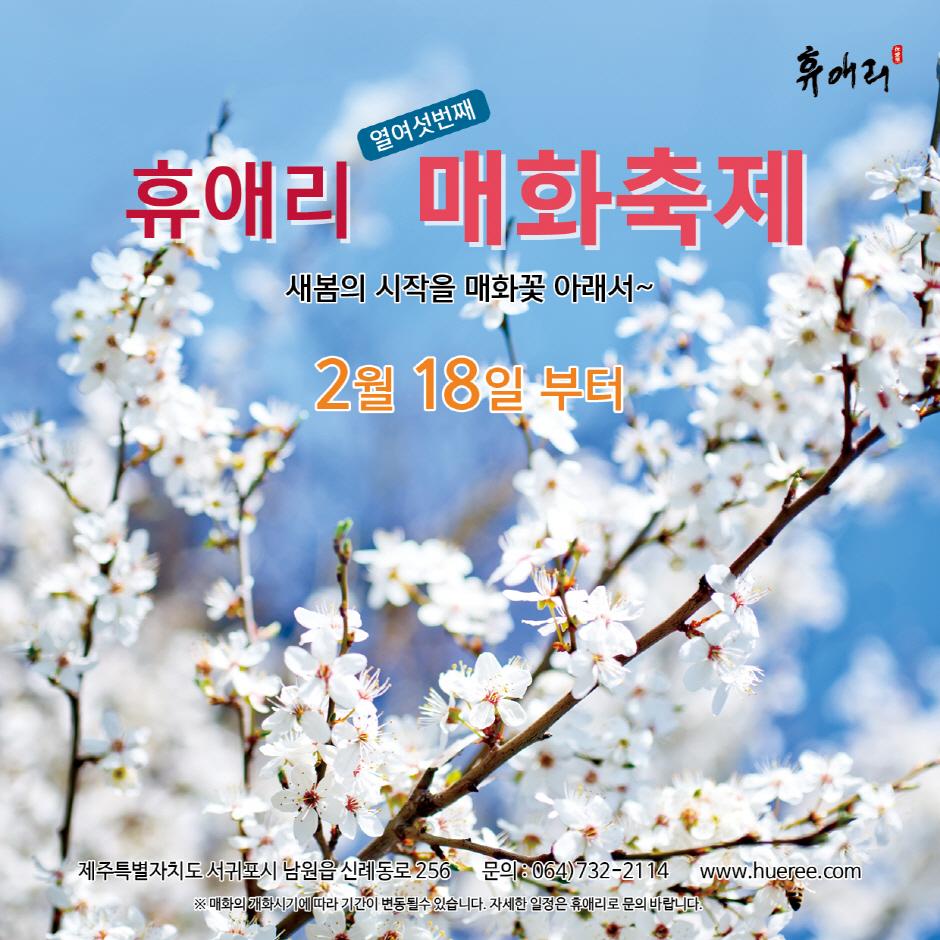 휴애리
열여섯번째
휴애리 매화축제
새봄의 시작을 매화꽃 아래서~
2월 18일 부터
제주특별자치도 서귀포시 남원읍 신례동로 256 문의 : 064)732-2114 www.hueree.com
※ 매화의 개화시기에 따라 기간이 변동될수 있습니다. 자세한 일정은 휴애리로 문의 바랍니다.